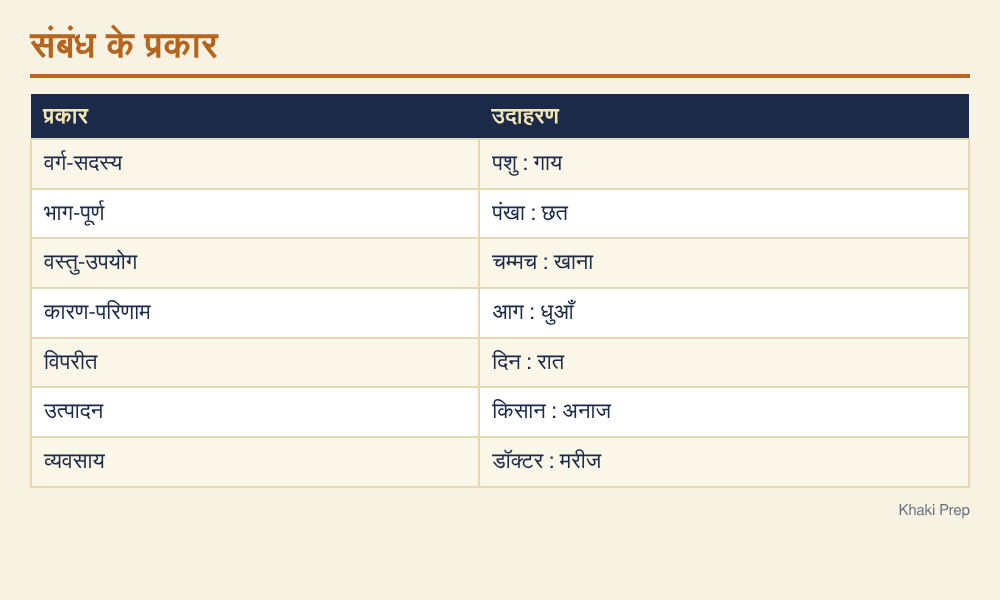 संबंध के प्रकार
प्रकार उदाहरण
वर्ग-सदस्य पशु : गाय
भाग-पूर्ण पंखा : छत
वस्तु-उपयोग चम्मच : खाना
कारण-परिणाम आग : धुआँ
विपरीत दिन : रात
उत्पादन किसान : अनाज
व्यवसाय डॉक्टर : मरीज
Khaki Prep